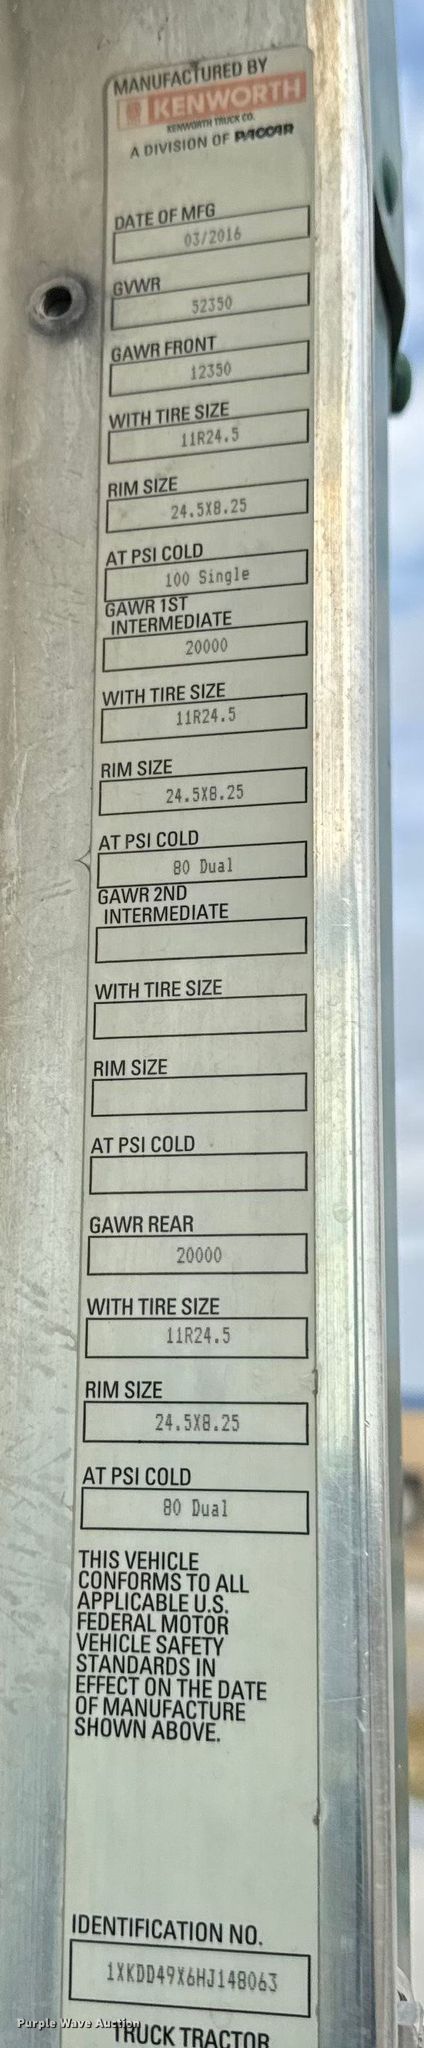 MANUFACTURED BY
KENWORTH
KENWORTH TRUCK CO.
A DIVISION OF PACCAR
DATE OF MFG
03/2016
GVWR
52350
GAWR FRONT
12350
WITH TIRE SIZE
11R24.5
RIM SIZE
24.5X8.25
AT PSI COLD
100 Single
GAWR 1ST
INTERMEDIATE
20000
WITH TIRE SIZE
11R24.5
RIM SIZE
24.5X8.25
AT PSI COLD
80 Dual
GAWR 2ND
INTERMEDIATE
WITH TIRE SIZE
RIM SIZE
AT PSI COLD
GAWR REAR
20000
WITH TIRE SIZE
11R24.5
RIM SIZE
24.5X8.25
AT PSI COLD
80 Dual
THIS VEHICLE
CONFORMS TO ALL
APPLICABLE U.S.
FEDERAL MOTOR
VEHICLE SAFETY
STANDARDS IN
EFFECT ON THE DATE
OF MANUFACTURE
SHOWN ABOVE.
IDENTIFICATION NO.
1XKDD49X6HJ148063
Purple Wave Auction
TRUCK TRACTOR